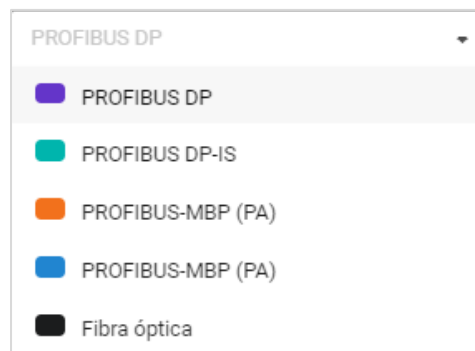 PROFIBUS DP
PROFIBUS DP
PROFIBUS DP-IS
PROFIBUS-MBP (PA)
PROFIBUS-MBP (PA)
Fibra óptica